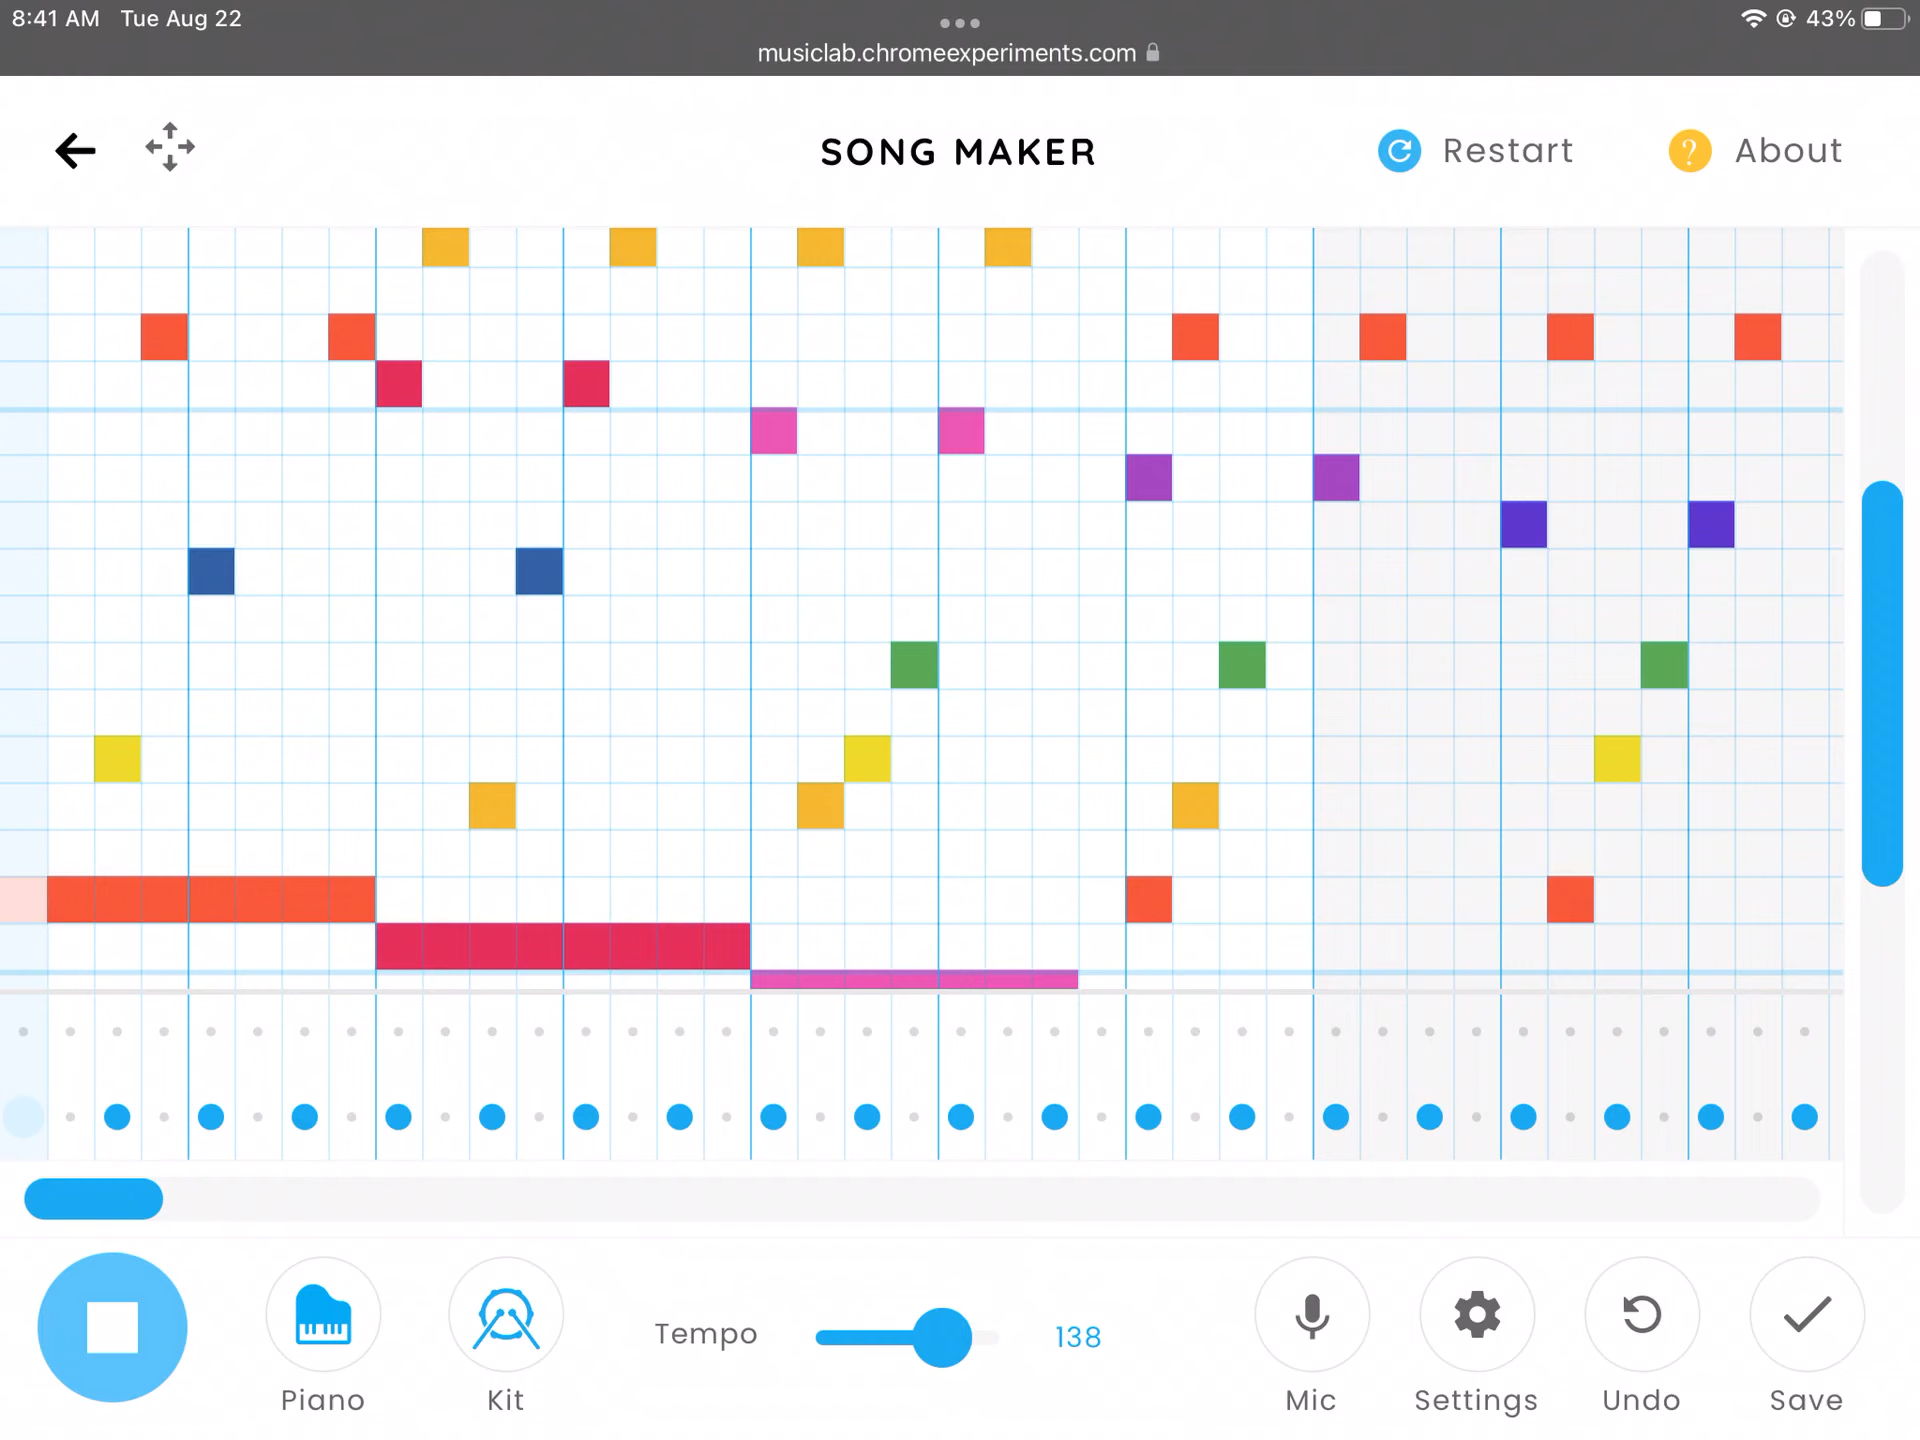 8:41 AM Tue Aug 22
43%
musiclab.chromeexperiments.com
SONG MAKER
Restart
? About
Tempo
138
Piano
Kit
Mic
Settings
Undo
Save